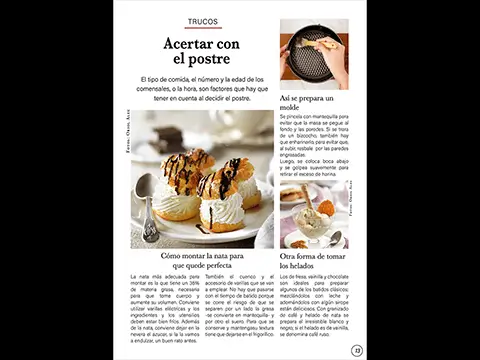 TRUCOS
Acertar con
el postre
El tipo de comida, el número y la edad de los
comensales, o la hora, son factores que hay que
tener en cuenta al decidir el postre.
Así se prepara un
molde
Se pincela con mantequilla para
evitar que la masa se pegue al
fondo y las paredes. Si se trata
de un bizcocho, también hay
que enharinarla para evitar que,
al subir, resbale por las paredes
engrasadas.
Luego, se coloca boca abajo y
se golpea suavemente para
retirar el exceso de harina.
Cómo montar la nata para
que quede perfecta
La nata más adecuada para
montar es la que tiene un 35%
de materia grasa, necesaria
para que tome cuerpo y
aumente su volumen. Conviene
utilizar varillas eléctricas y los
ingredientes y los utensilios
deben estar bien fríos. Además
de la nata, conviene dejar en la
nevera el azúcar, si la va vamos
a endulzar, un buen rato antes.
También el cuenco y el
accesorio de varillas que se van
a emplear. No hay que pasarse
con el tiempo de batido porque
se corre el riesgo de que se
separen por un lado la grasa
(se convierte en mantequilla) y
por otro el suero. Para que se
conserve y mantengasu textura
tiene que dejarse en el frigorífico.
Otra forma de tomar
los helados
Los de fresa, vainilla y chocolate
son ideales para preparar
algunos de los batidos clásicos:
mezclándolos con leche y
adornándolos con algún sirope
están deliciosos. Con granizado
de café y helado de nata se
prepara el irresistible blanco y
negro, si el helado es de vainilla,
se denomina café ruso.